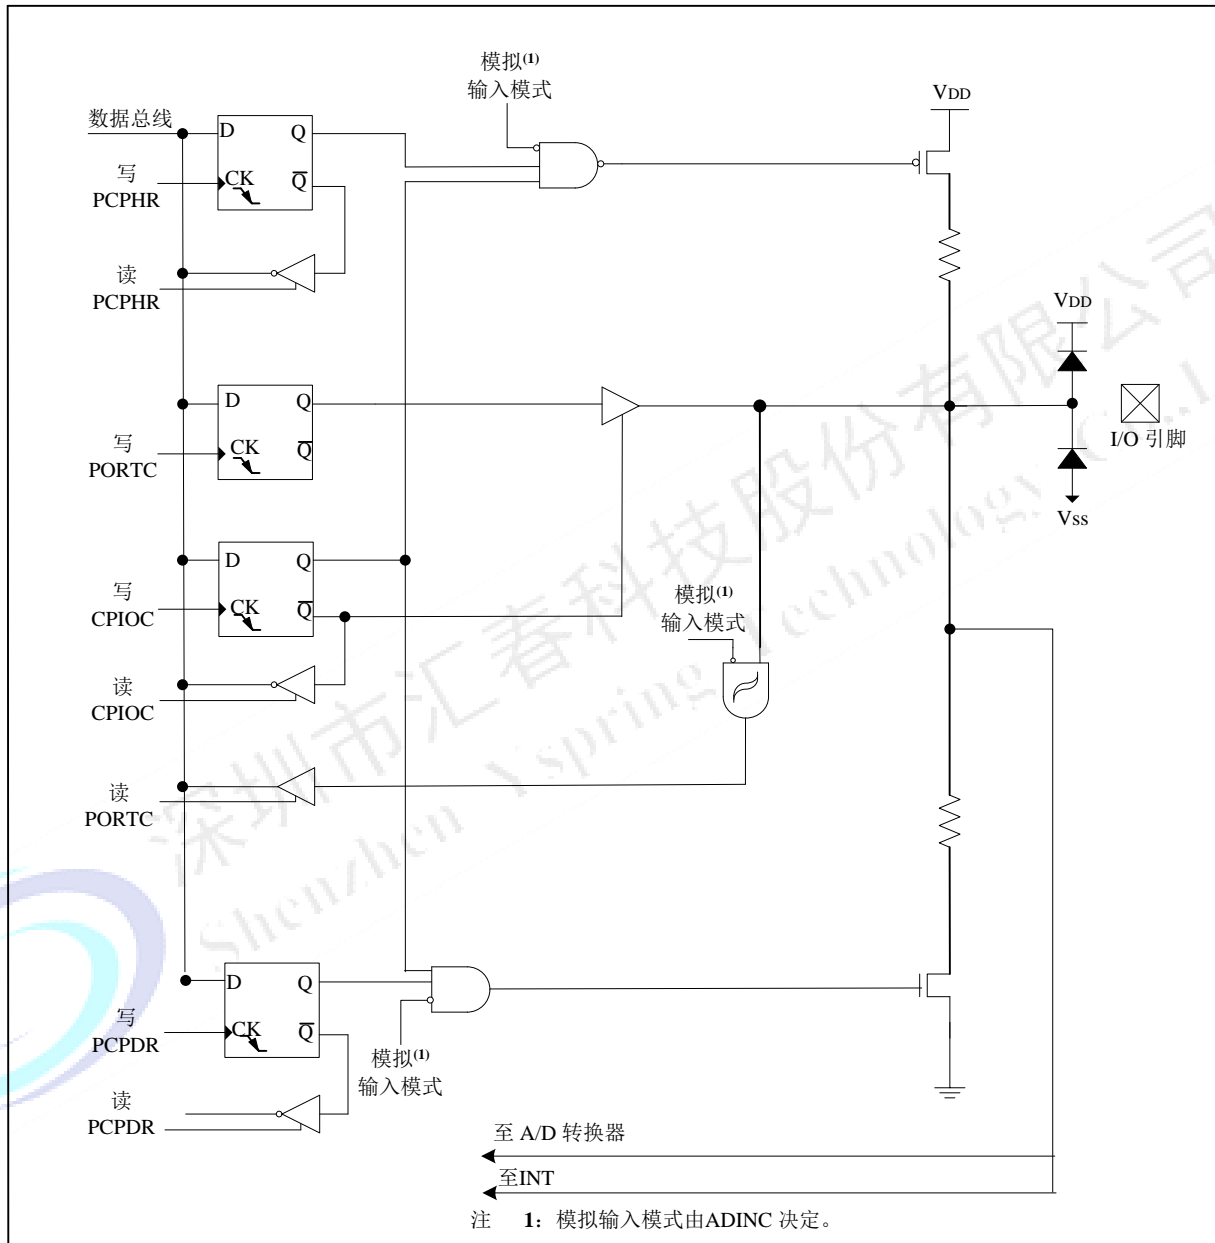 模拟(1)
输入模式
VDD
数据总线
D Q
写
PCPHR
CK Q̅
读
PCPHR
VDD
D Q
写
PORTC
CK Q̅
I/O 引脚
VSS
D Q
写
CPIOC
CK Q̅
模拟(1)
输入模式
读
CPIOC
读
PORTC
D Q
写
PCPDR
CK Q̅
模拟(1)
输入模式
读
PCPDR
至 A/D 转换器
至INT
注 1：模拟输入模式由ADINC 决定。
深圳市汇春科技股份有限公司
Shenzhen Yspring Technology Co.,l